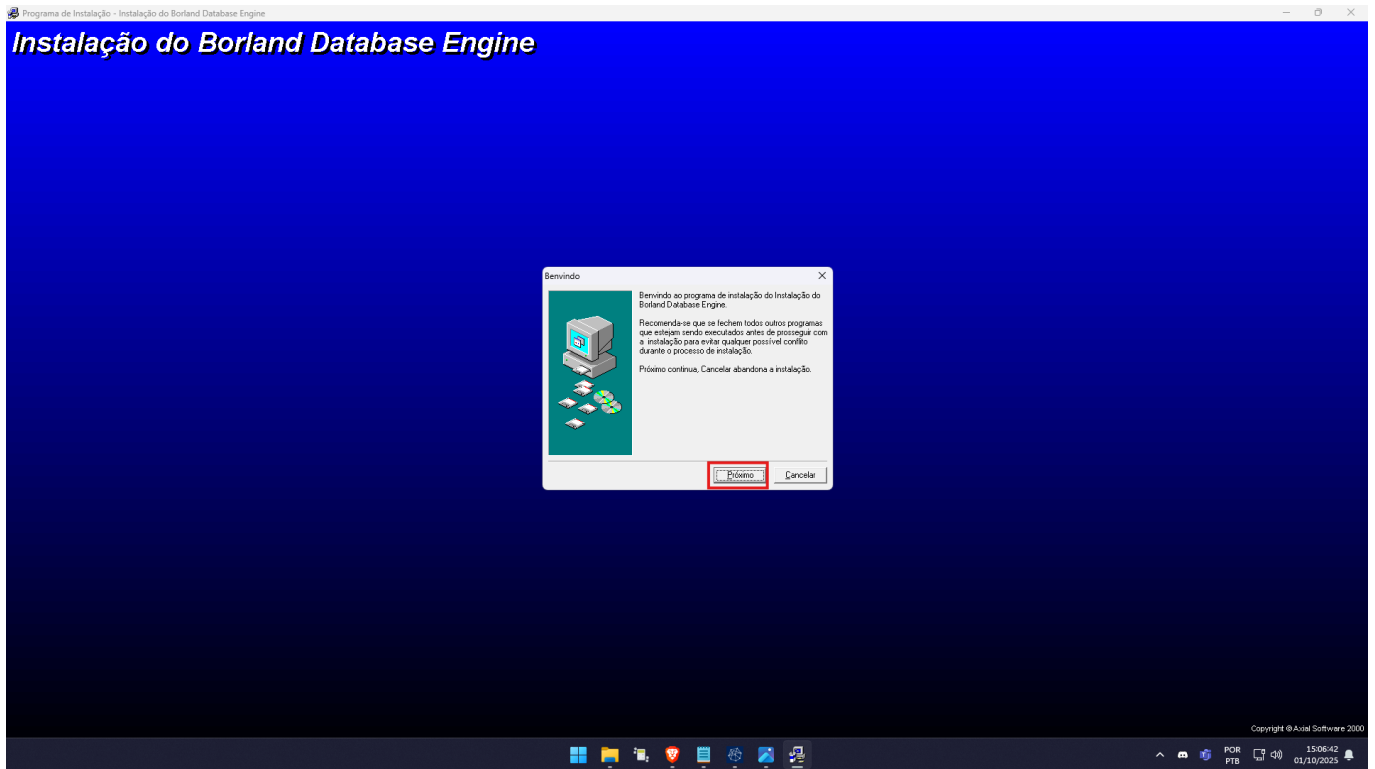 Programa de Instalação - Instalação do Borland Database Engine
Instalação do Borland Database Engine
Benvindo
Benvindo ao programa de instalação do Instalação do
Borland Database Engine.
Recomenda-se que se fechem todos outros programas
que estejam sendo executados antes de prosseguir com
a instalação para evitar qualquer possível conflito
durante o processo de instalação.
Próximo continua, Cancelar abandona a instalação.
Próximo
Cancelar
Copyright @ Axial Software 2000
POR
PTB
15:06:42
01/10/2025